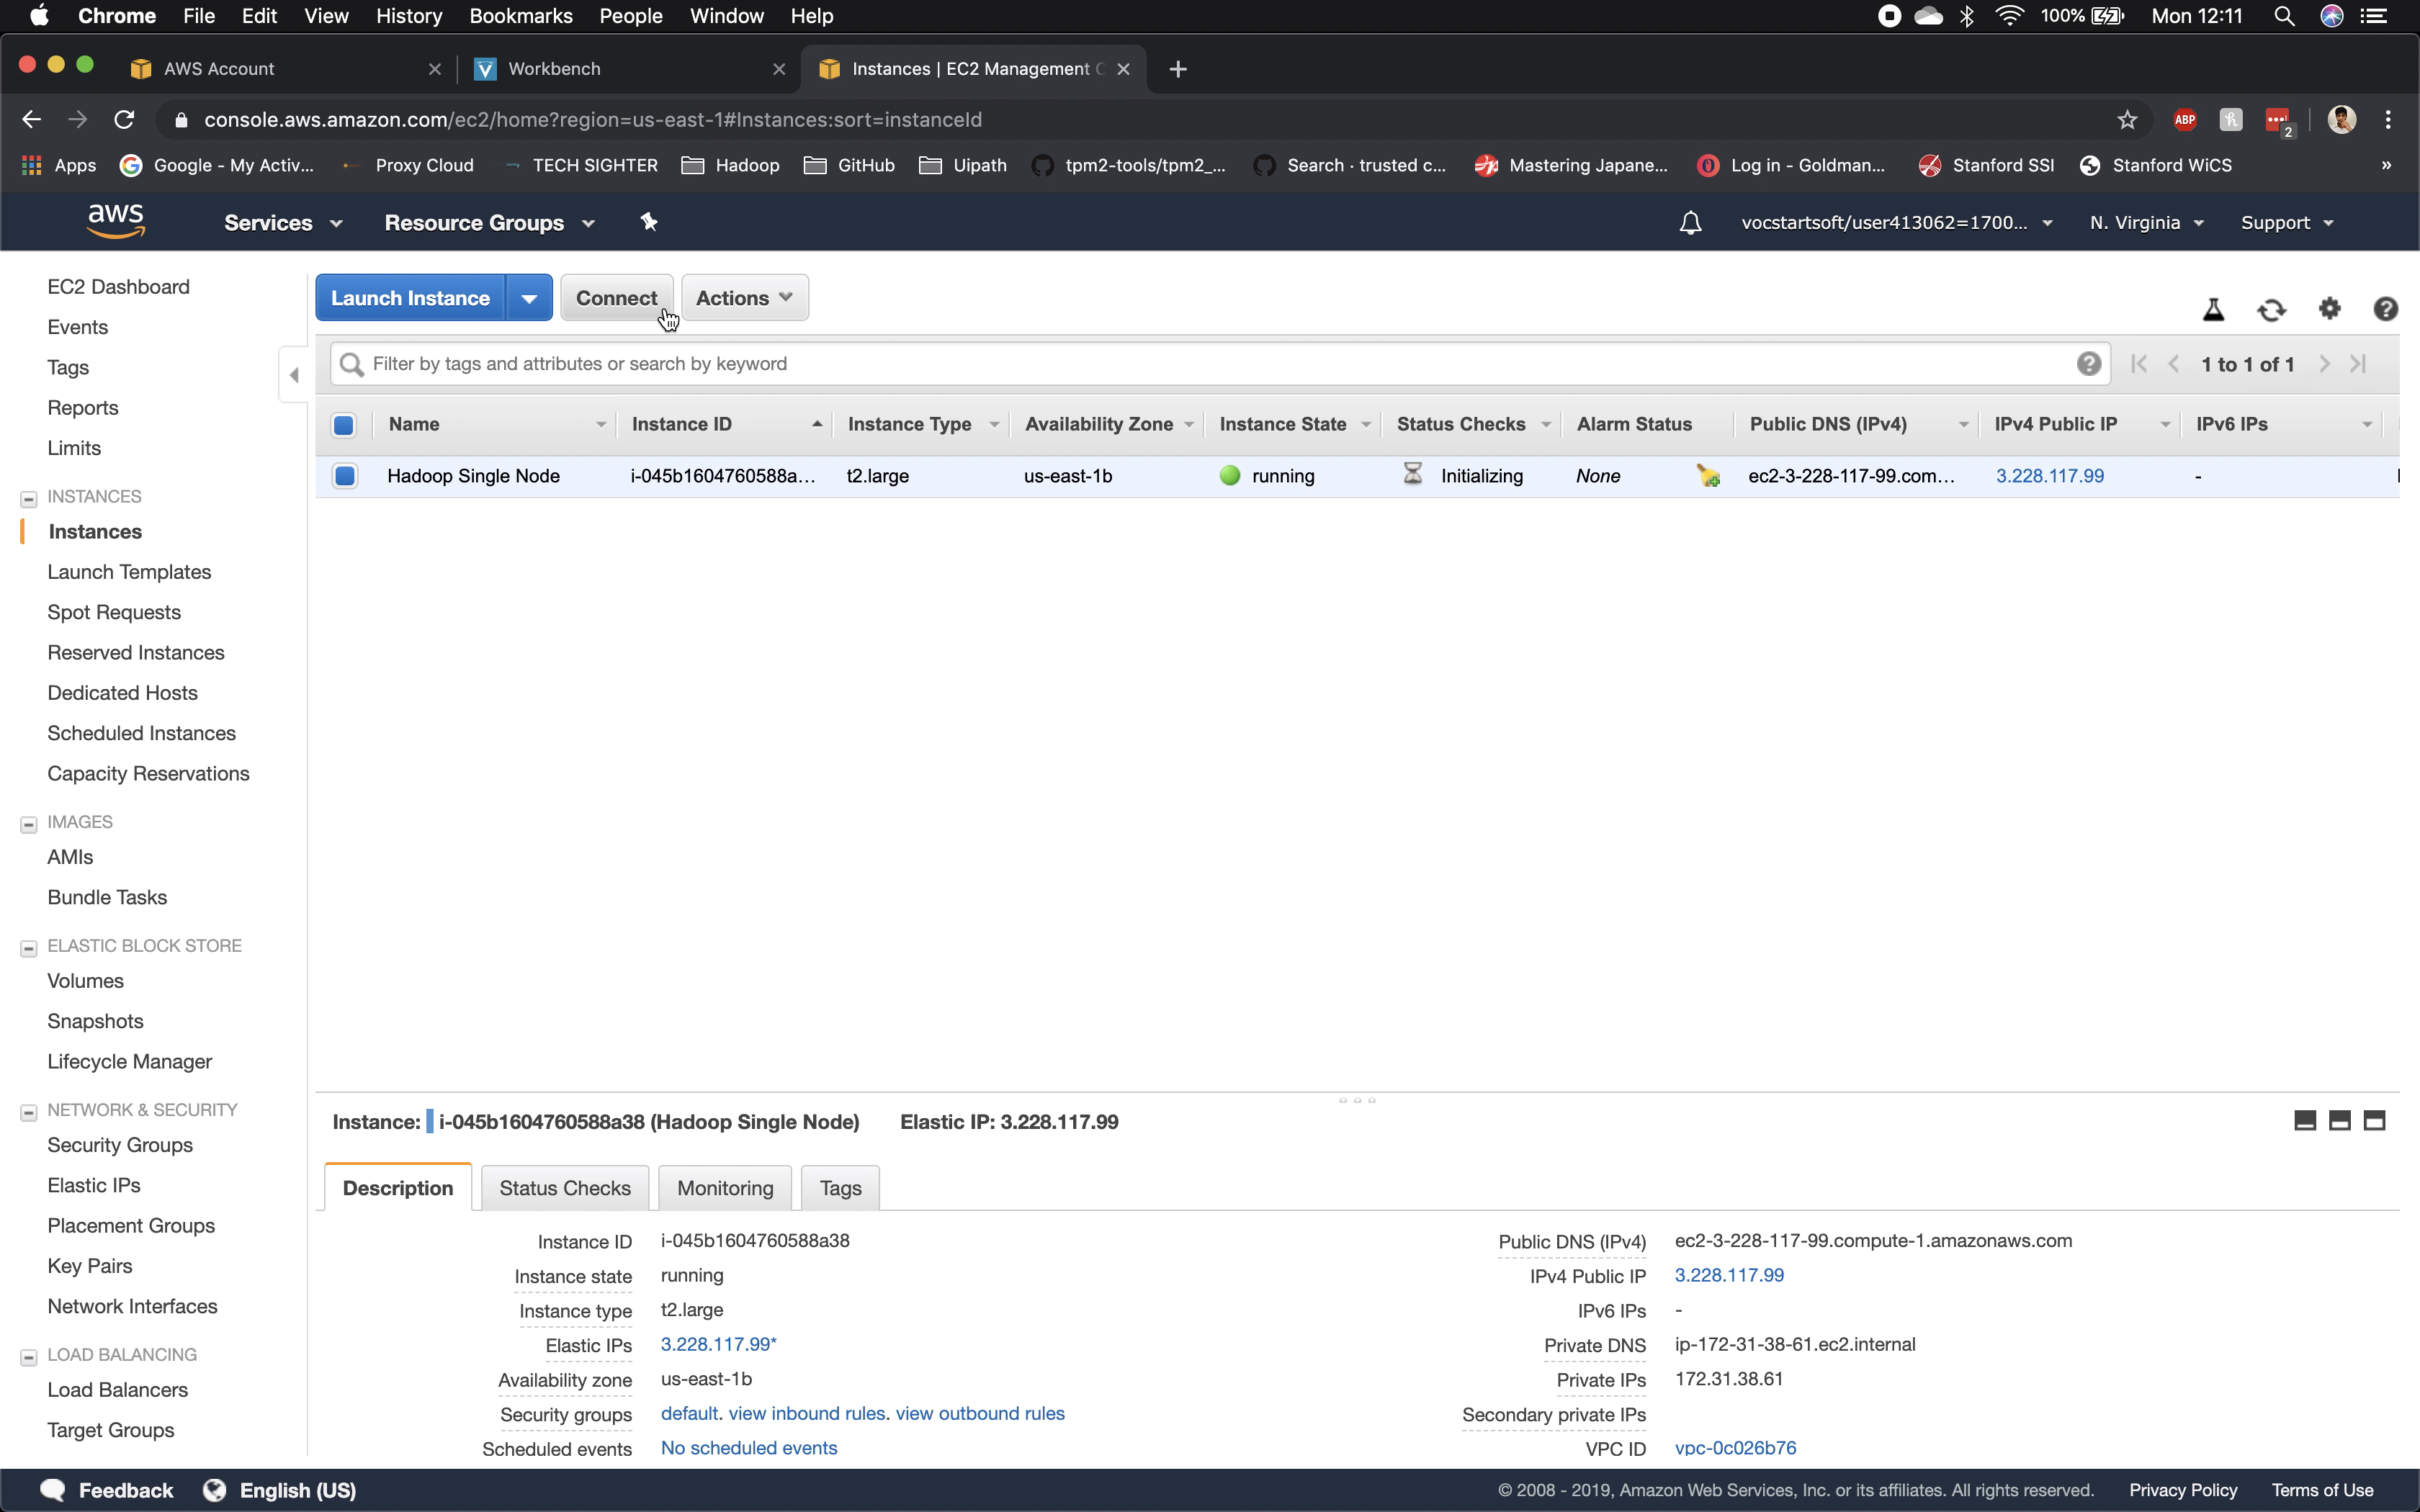 Chrome File Edit View History Bookmarks People Window Help 100% Mon 12:11
AWS Account Workbench Instances | EC2 Management C
console.aws.amazon.com/ec2/home?region=us-east-1#Instances:sort=instanceId ABP 2
Apps Google - My Activ... Proxy Cloud TECH SIGHTER Hadoop GitHub Uipath tpm2-tools/tpm2_... Search · trusted c... Mastering Japane... Log in - Goldman... Stanford SSI Stanford WiCS »
aws Services Resource Groups vocstartsoft/user413062=1700... N. Virginia Support
EC2 Dashboard
Events
Tags
Reports
Limits
INSTANCES
Instances
Launch Templates
Spot Requests
Reserved Instances
Dedicated Hosts
Scheduled Instances
Capacity Reservations
IMAGES
AMIs
Bundle Tasks
ELASTIC BLOCK STORE
Volumes
Snapshots
Lifecycle Manager
NETWORK & SECURITY
Security Groups
Elastic IPs
Placement Groups
Key Pairs
Network Interfaces
LOAD BALANCING
Load Balancers
Target Groups
Launch Instance Connect Actions
Filter by tags and attributes or search by keyword 1 to 1 of 1
Name Instance ID Instance Type Availability Zone Instance State Status Checks Alarm Status Public DNS (IPv4) IPv4 Public IP IPv6 IPs
Hadoop Single Node i-045b1604760588a... t2.large us-east-1b running Initializing None ec2-3-228-117-99.com... 3.228.117.99 -
Instance: i-045b1604760588a38 (Hadoop Single Node) Elastic IP: 3.228.117.99
Description Status Checks Monitoring Tags
Instance ID i-045b1604760588a38
Instance state running
Instance type t2.large
Elastic IPs 3.228.117.99*
Availability zone us-east-1b
Security groups default. view inbound rules. view outbound rules
Scheduled events No scheduled events
Public DNS (IPv4) ec2-3-228-117-99.compute-1.amazonaws.com
IPv4 Public IP 3.228.117.99
IPv6 IPs -
Private DNS ip-172-31-38-61.ec2.internal
Private IPs 172.31.38.61
Secondary private IPs
VPC ID vpc-0c026b76
Feedback English (US) © 2008 - 2019, Amazon Web Services, Inc. or its affiliates. All rights reserved. Privacy Policy Terms of Use